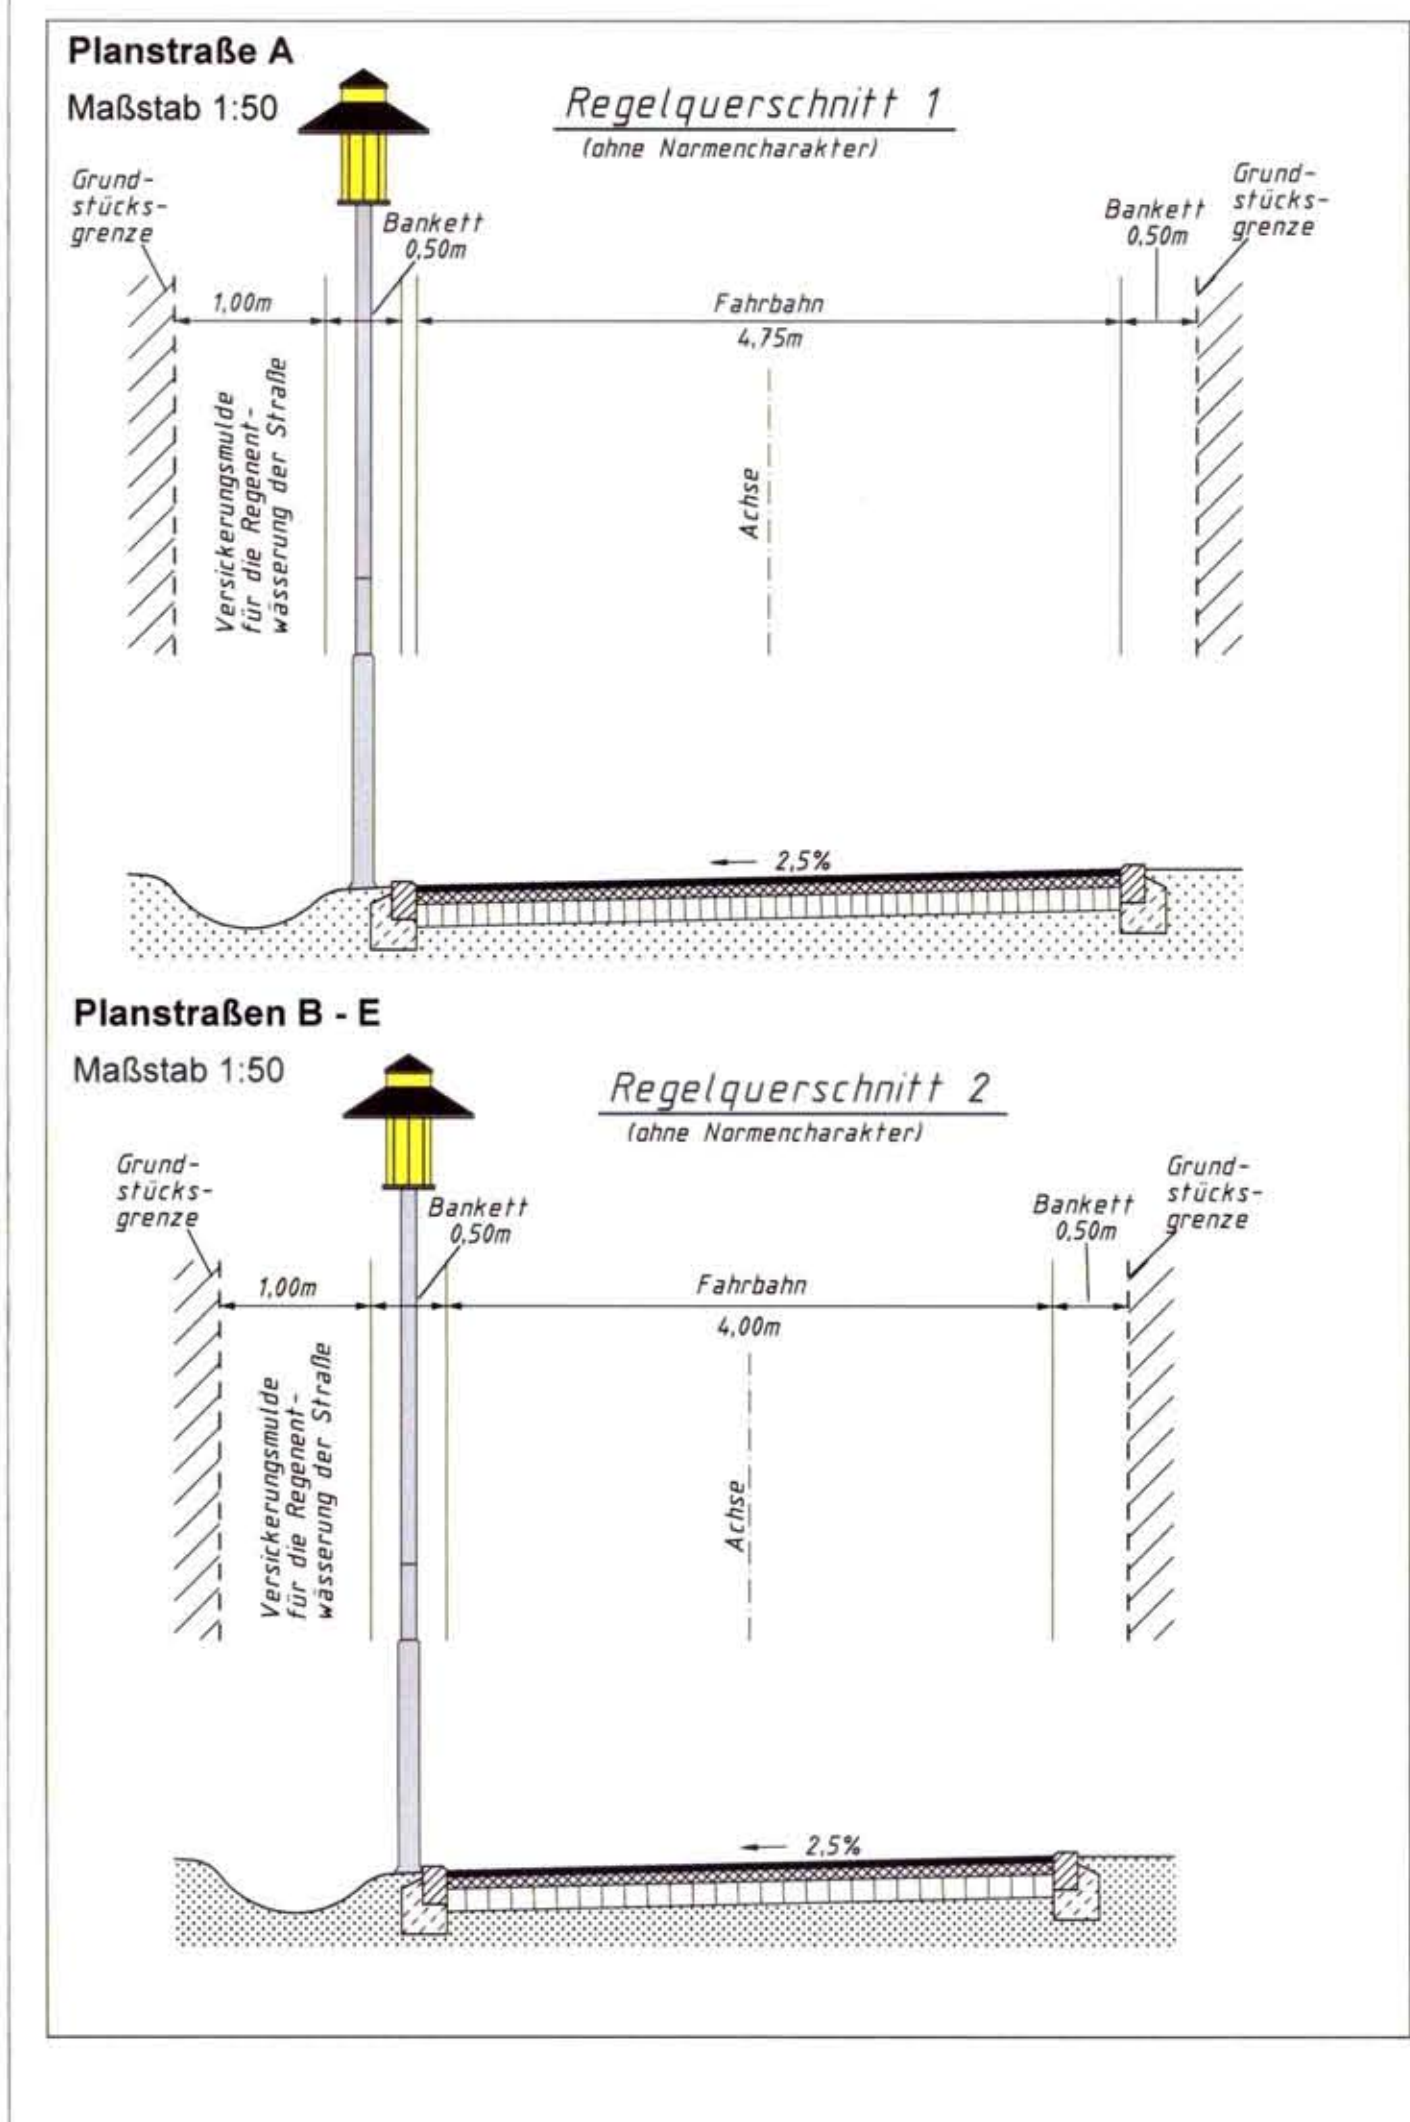 Planstraße A
Maßstab 1:50
Regelquerschnitt 1
(ohne Normencharakter)
Grund-
stücks-
grenze
Bankett
0,50m
Bankett
0,50m
Grund-
stücks-
grenze
1,00m
Fahrbahn
4,75m
Versickerungsmulde
für die Regenent-
wässerung der Straße
Achse
2,5%
Planstraßen B - E
Maßstab 1:50
Regelquerschnitt 2
(ohne Normencharakter)
Grund-
stücks-
grenze
Bankett
0,50m
Bankett
0,50m
Grund-
stücks-
grenze
1,00m
Fahrbahn
4,00m
Versickerungsmulde
für die Regenent-
wässerung der Straße
Achse
2,5%